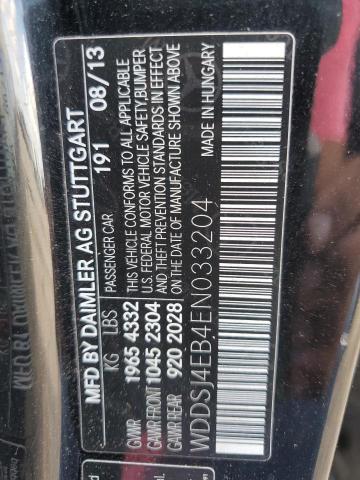 MFD BY DAIMLER AG STUTTGART
191 08/13
KG LBS PASSENGER CAR
GVWR 1965 4332
GAWR FRONT 1045 2304
GAWR REAR 920 2028
THIS VEHICLE CONFORMS TO ALL APPLICABLE
U.S. FEDERAL MOTOR VEHICLE SAFETY,BUMPER
AND THEFT PREVENTION STANDARDS IN EFFECT
ON THE DATE OF MANUFACTURE SHOWN ABOVE
MADE IN HUNGARY
WDDSJ4EB4EN033204